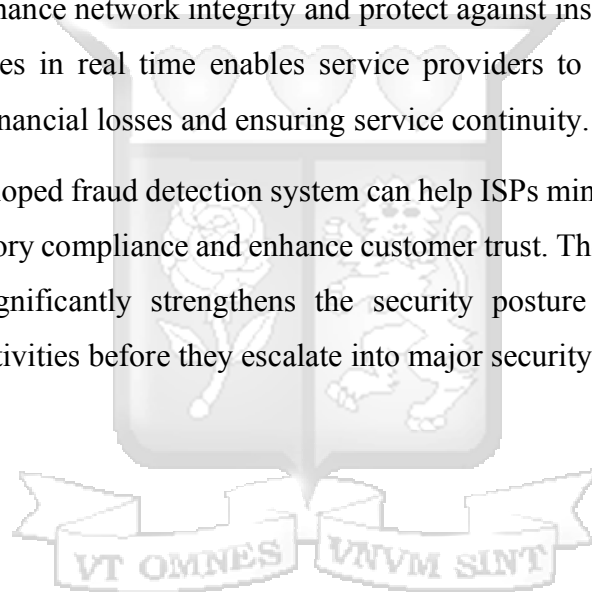 nance network integrity and protect against ins
es in real time enables service providers to
nancial losses and ensuring service continuity.
loped fraud detection system can help ISPs min
ory compliance and enhance customer trust. Th
gnificantly strengthens the security posture
tivities before they escalate into major security
VT OMNES VNVM SINT